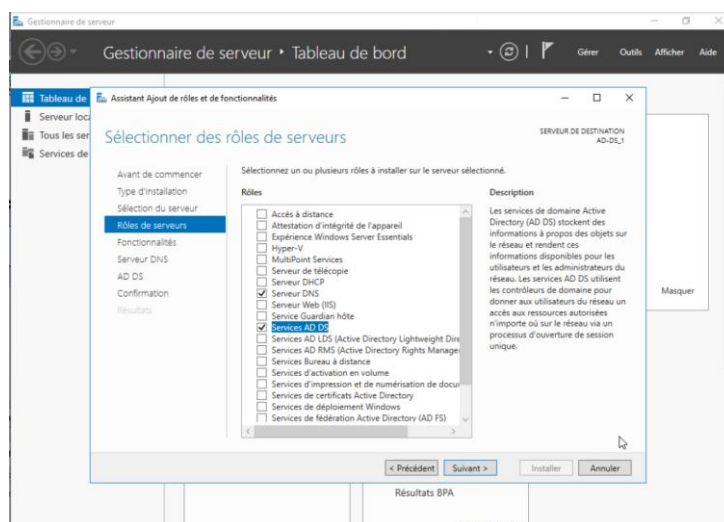 Gestionnaire de serveur
Gestionnaire de serveur • Tableau de bord
Gérer Outils Afficher Aide
Tableau de
Serveur loca
Tous les ser
Services de
Assistant Ajout de rôles et de fonctionnalités
Sélectionner des rôles de serveurs
SERVEUR DE DESTINATION
AD-DS_1
Avant de commencer
Type d'installation
Sélection du serveur
Rôles de serveurs
Fonctionnalités
Serveur DNS
AD DS
Confirmation
Résultats
Sélectionnez un ou plusieurs rôles à installer sur le serveur sélectionné.
Rôles
Accès à distance
Attestation d'intégrité de l'appareil
Expérience Windows Server Essentials
Hyper-V
MultiPoint Services
Serveur de télécopie
Serveur DHCP
Serveur DNS
Serveur Web (IIS)
Service Guardian hôte
Services AD DS
Services AD LDS (Active Directory Lightweight Dire
Services AD RMS (Active Directory Rights Manager
Services Bureau à distance
Services d'activation en volume
Services d'impression et de numérisation de docum
Services de certificats Active Directory
Services de déploiement Windows
Services de fédération Active Directory (AD FS)
Description
Les services de domaine Active
Directory (AD DS) stockent des
informations à propos des objets sur
le réseau et rendent ces
informations disponibles pour les
utilisateurs et les administrateurs du
réseau. Les services AD DS utilisent
les contrôleurs de domaine pour
donner aux utilisateurs du réseau un
accès aux ressources autorisées
n'importe où sur le réseau via un
processus d'ouverture de session
unique.
Masquer
< Précédent
Suivant >
Installer
Annuler
Résultats BPA